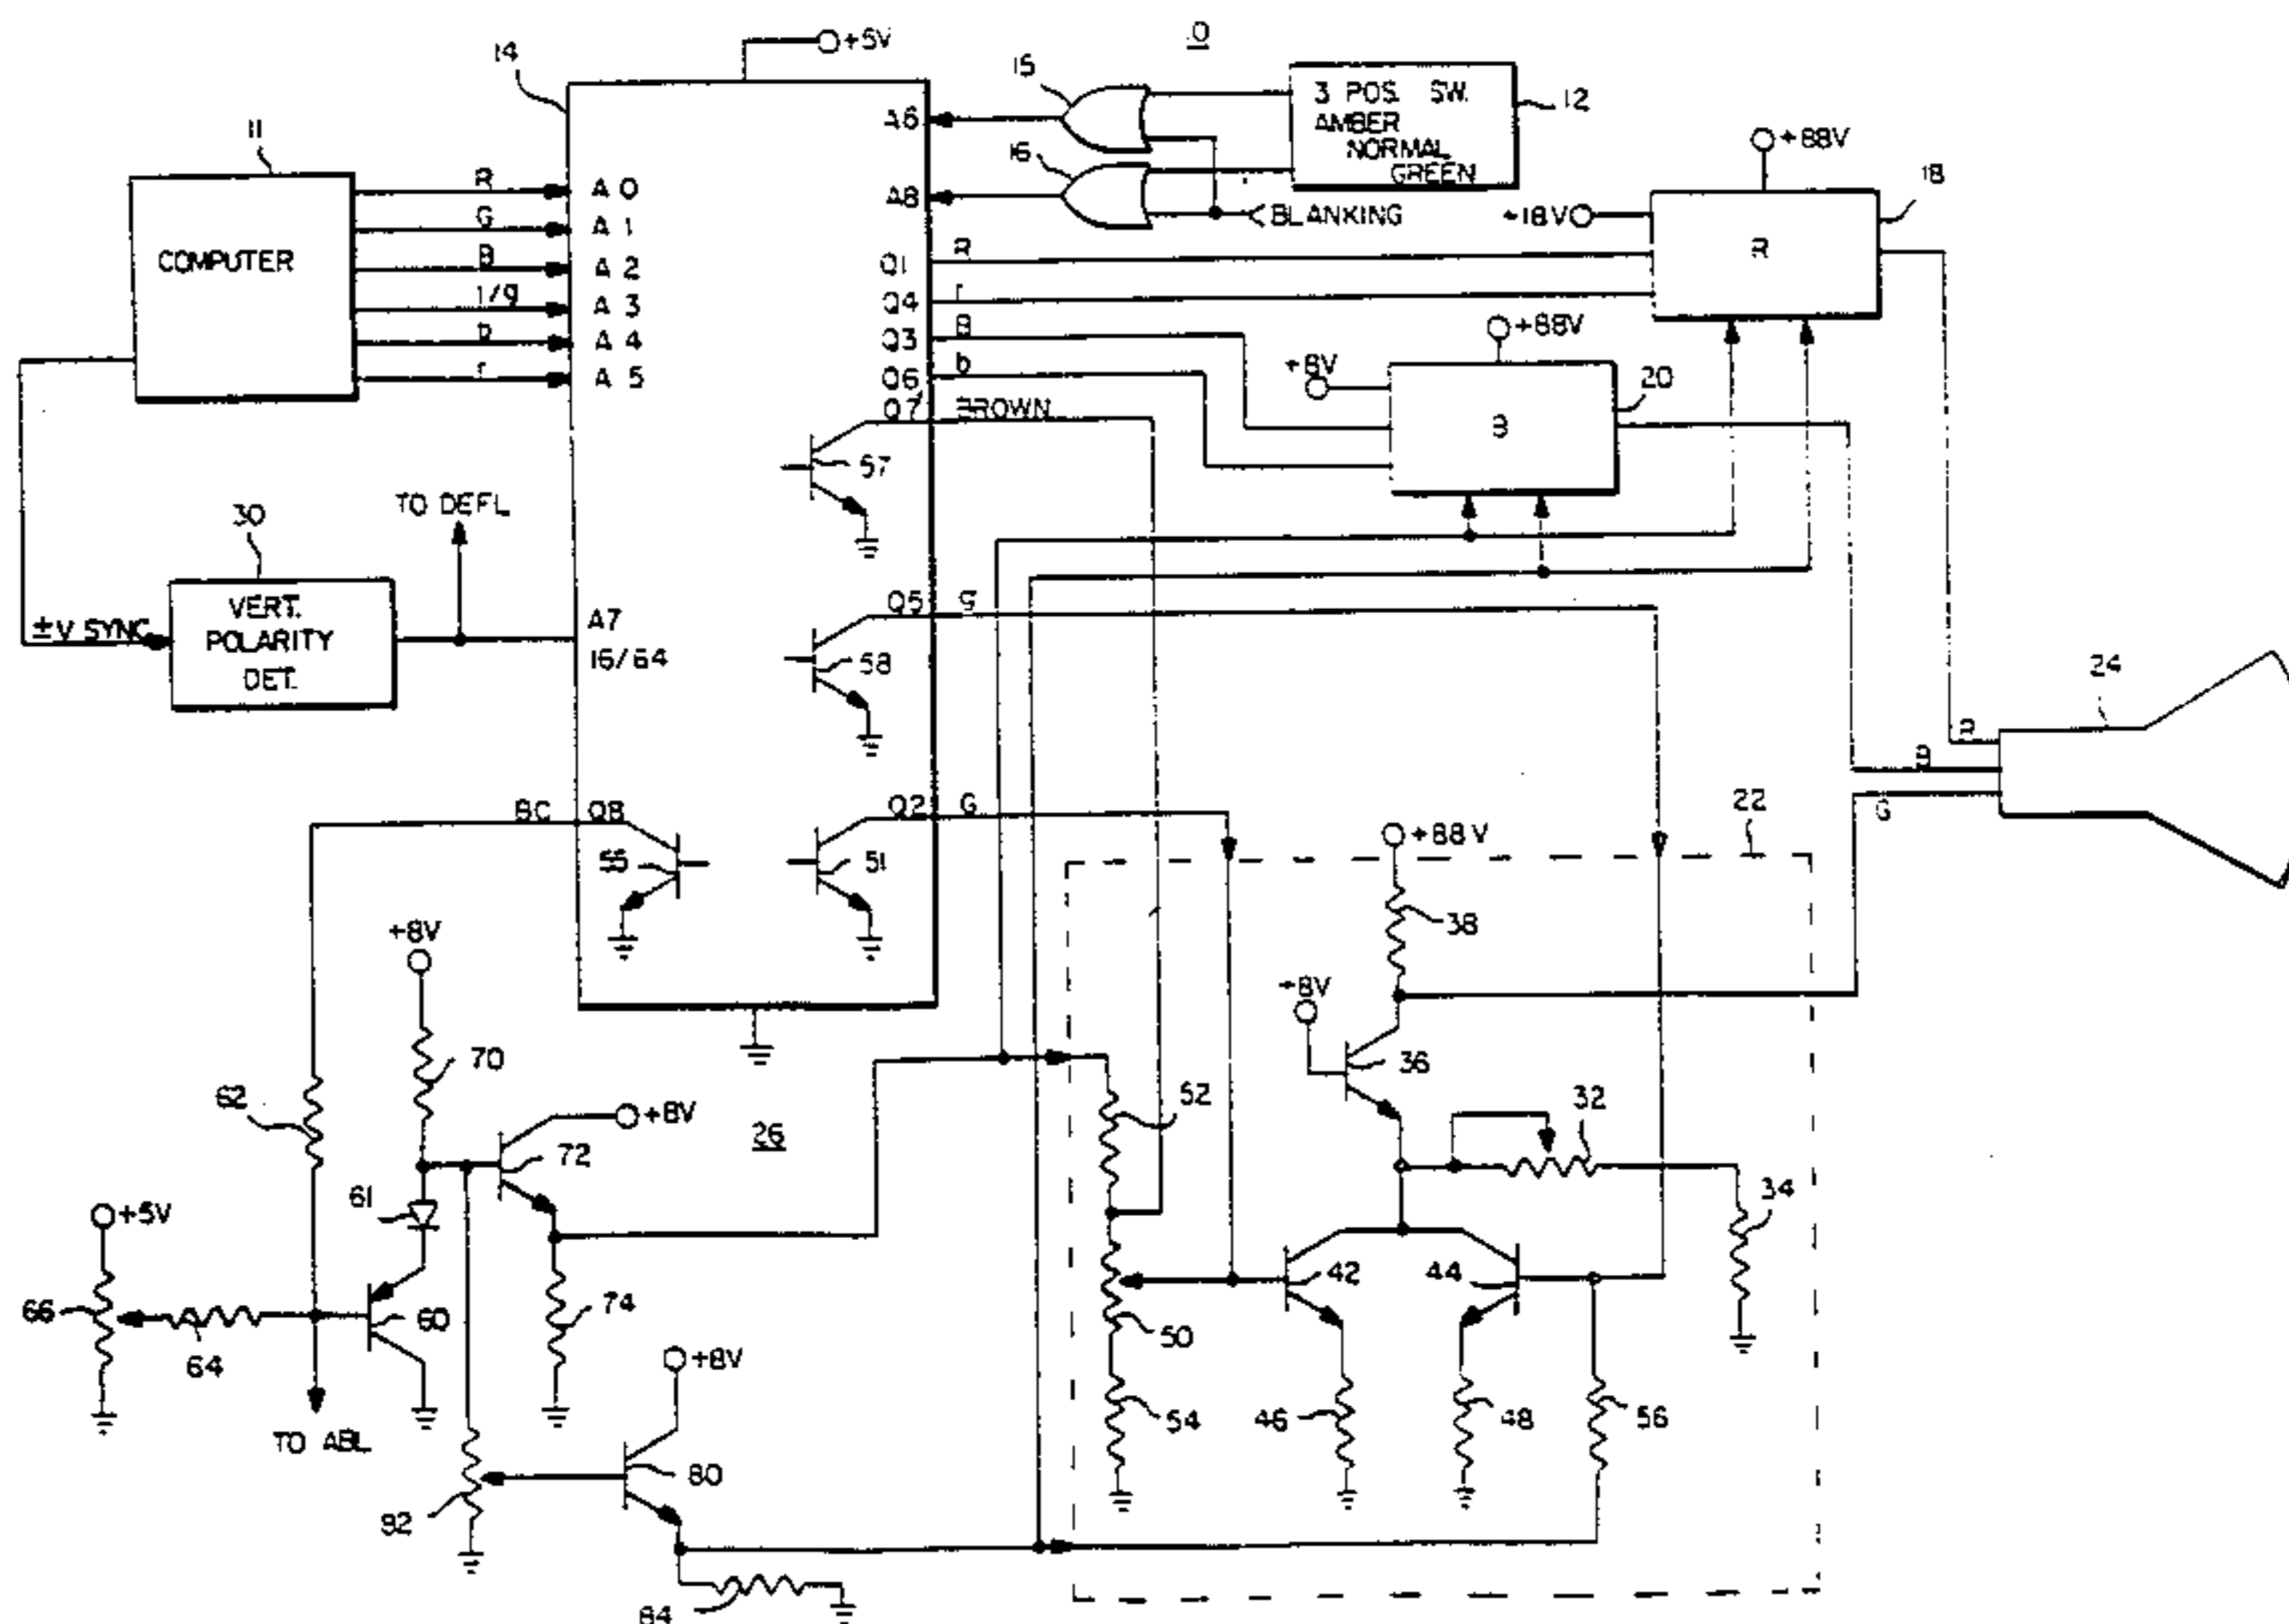 10
+5V
14
15
3 POS. SW.
AMBER
NORMAL
GREEN
12
11
A6
16
+88V
18
COMPUTER
R
A 0
A8
G
A 1
BLANKING
+18V
R
B
A 2
Q1
R
I/g
A 3
Q4
r
b
A 4
Q3
B
+88V
r
A 5
Q6
b
+8V
20
Q7
BROWN
B
57
TO DEFL
30
VERT.
POLARITY
DET.
±V SYNC
A7
16/64
Q5
g
58
24
R
B
G
BC
Q8
Q2
G
22
+88V
55
51
38
+8V
+8V
70
36
62
+8V
26
52
32
72
61
34
+5V
66
60
74
42
44
64
50
+8V
TO ABL
54
46
48
56
80
82
84